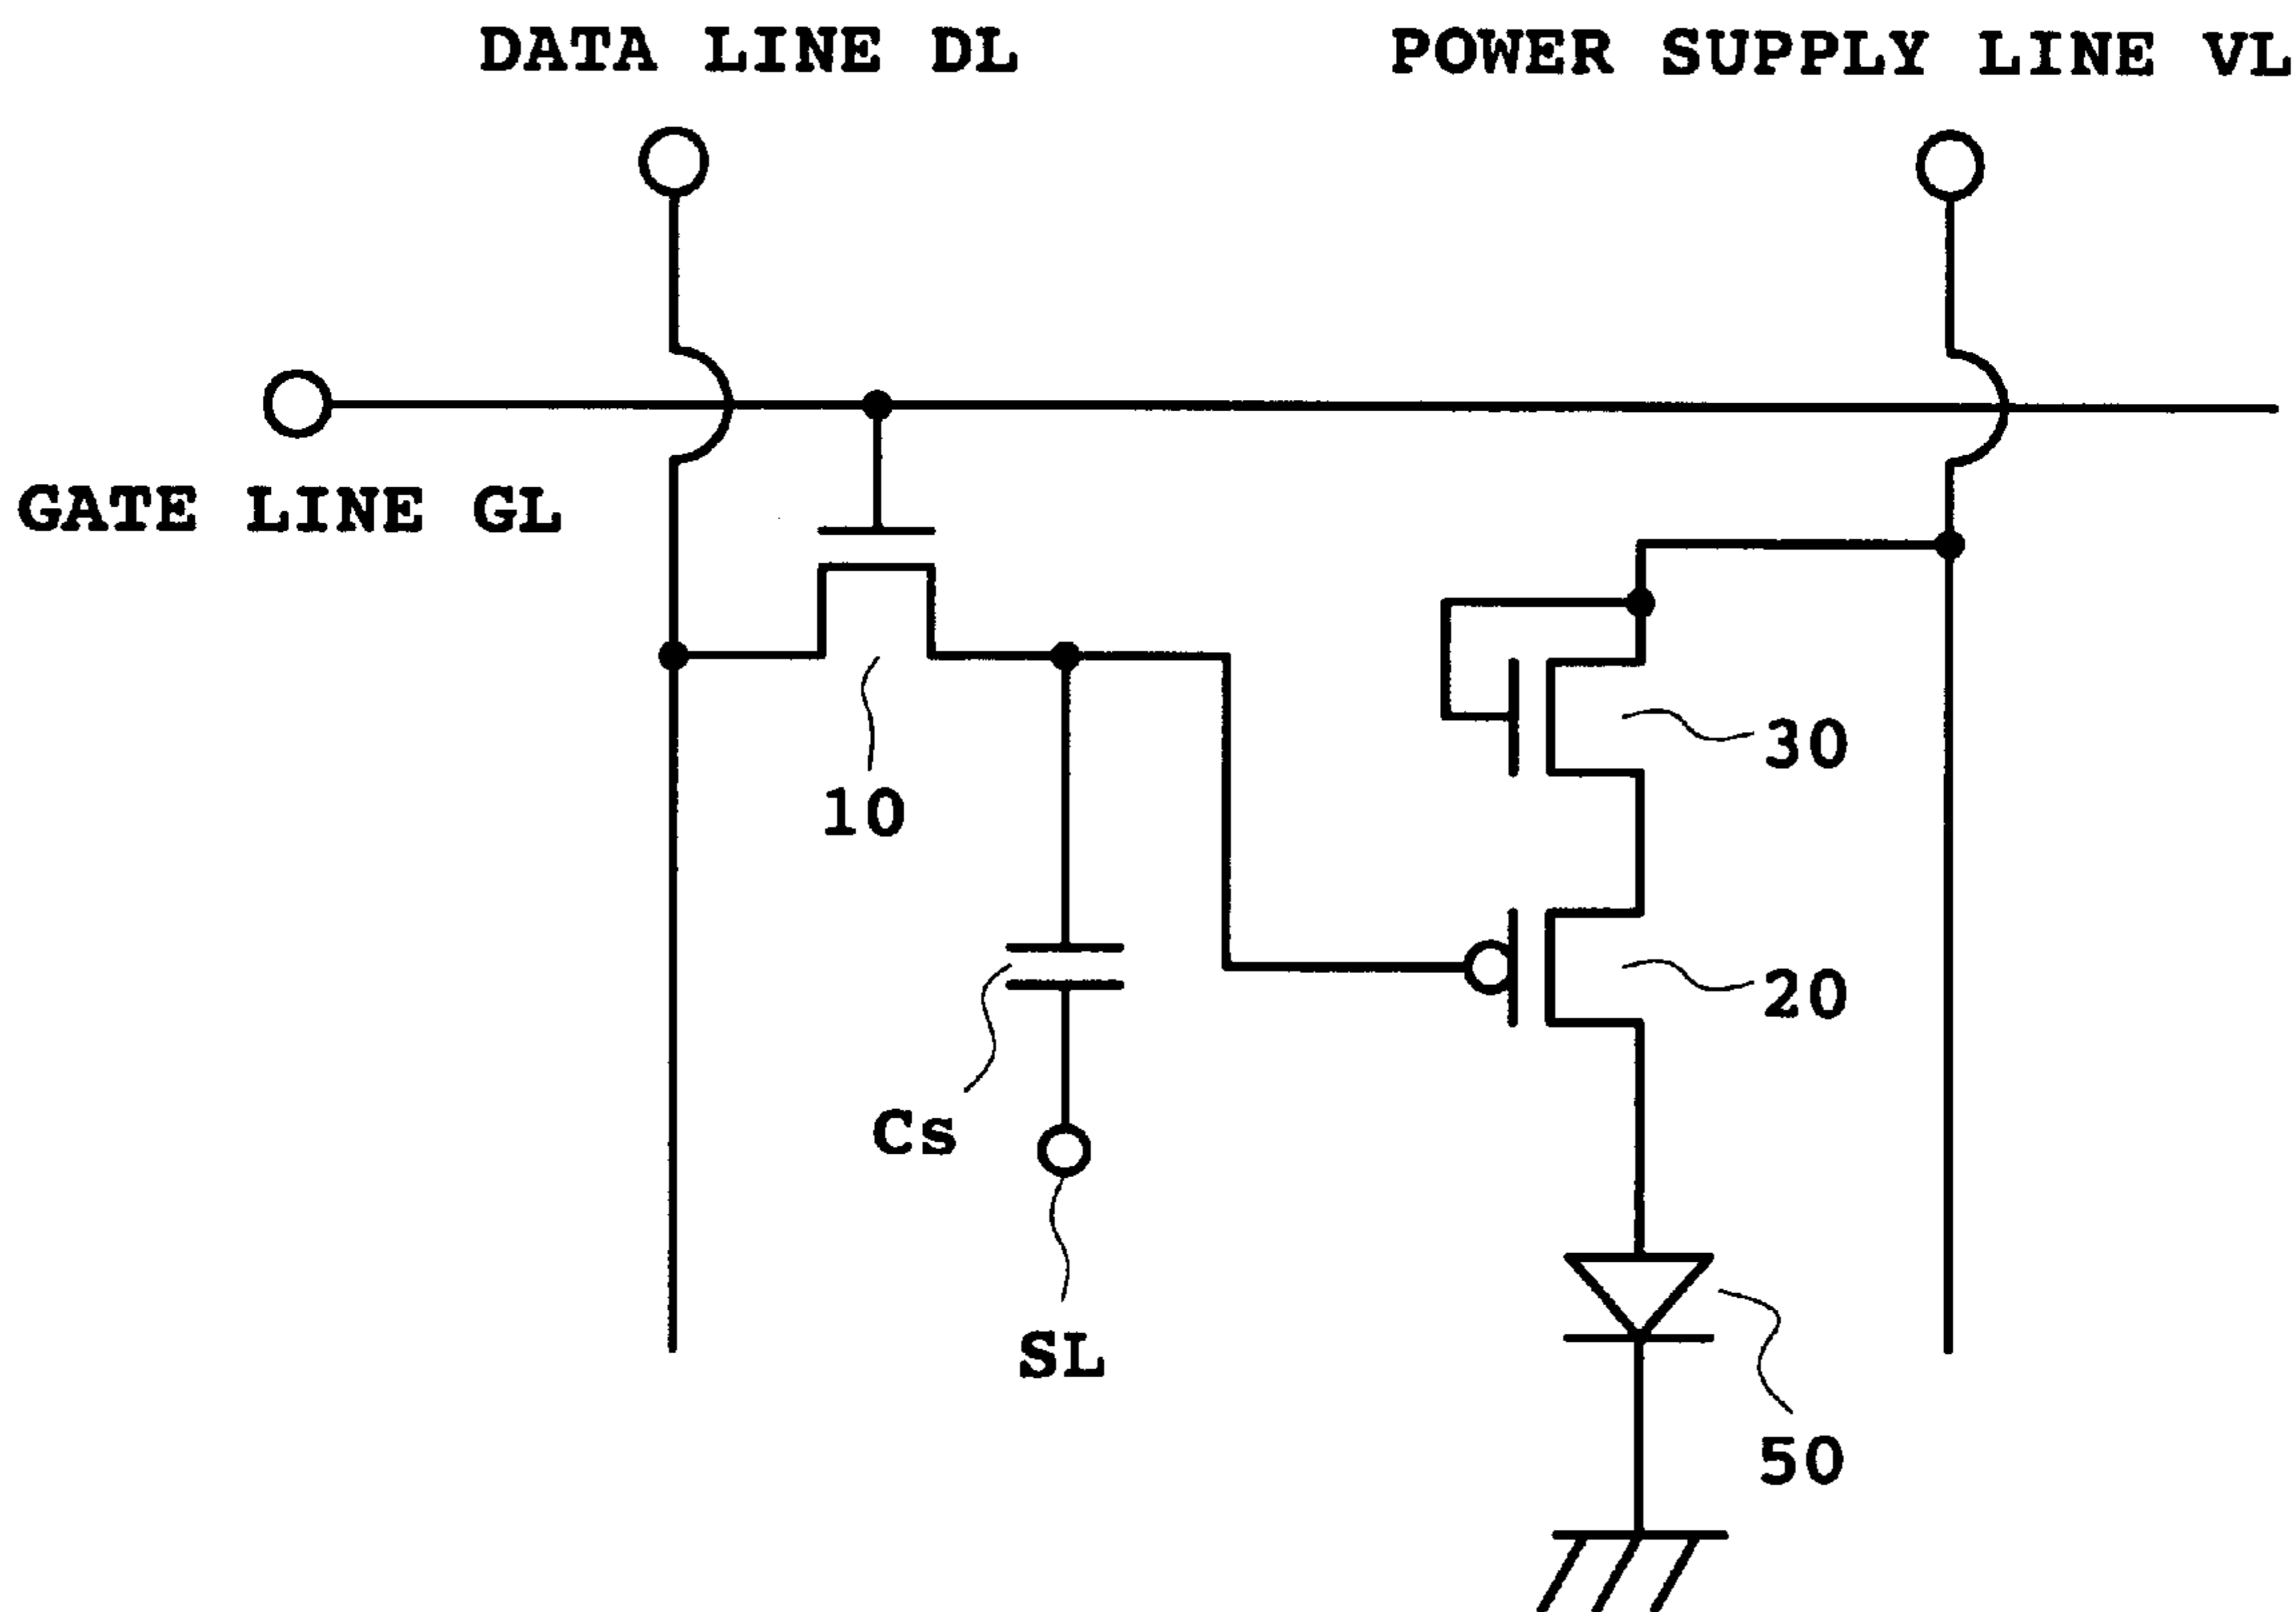 DATA LINE DL
POWER SUPPLY LINE VL
GATE LINE GL
30
10
20
Cs
SL
50